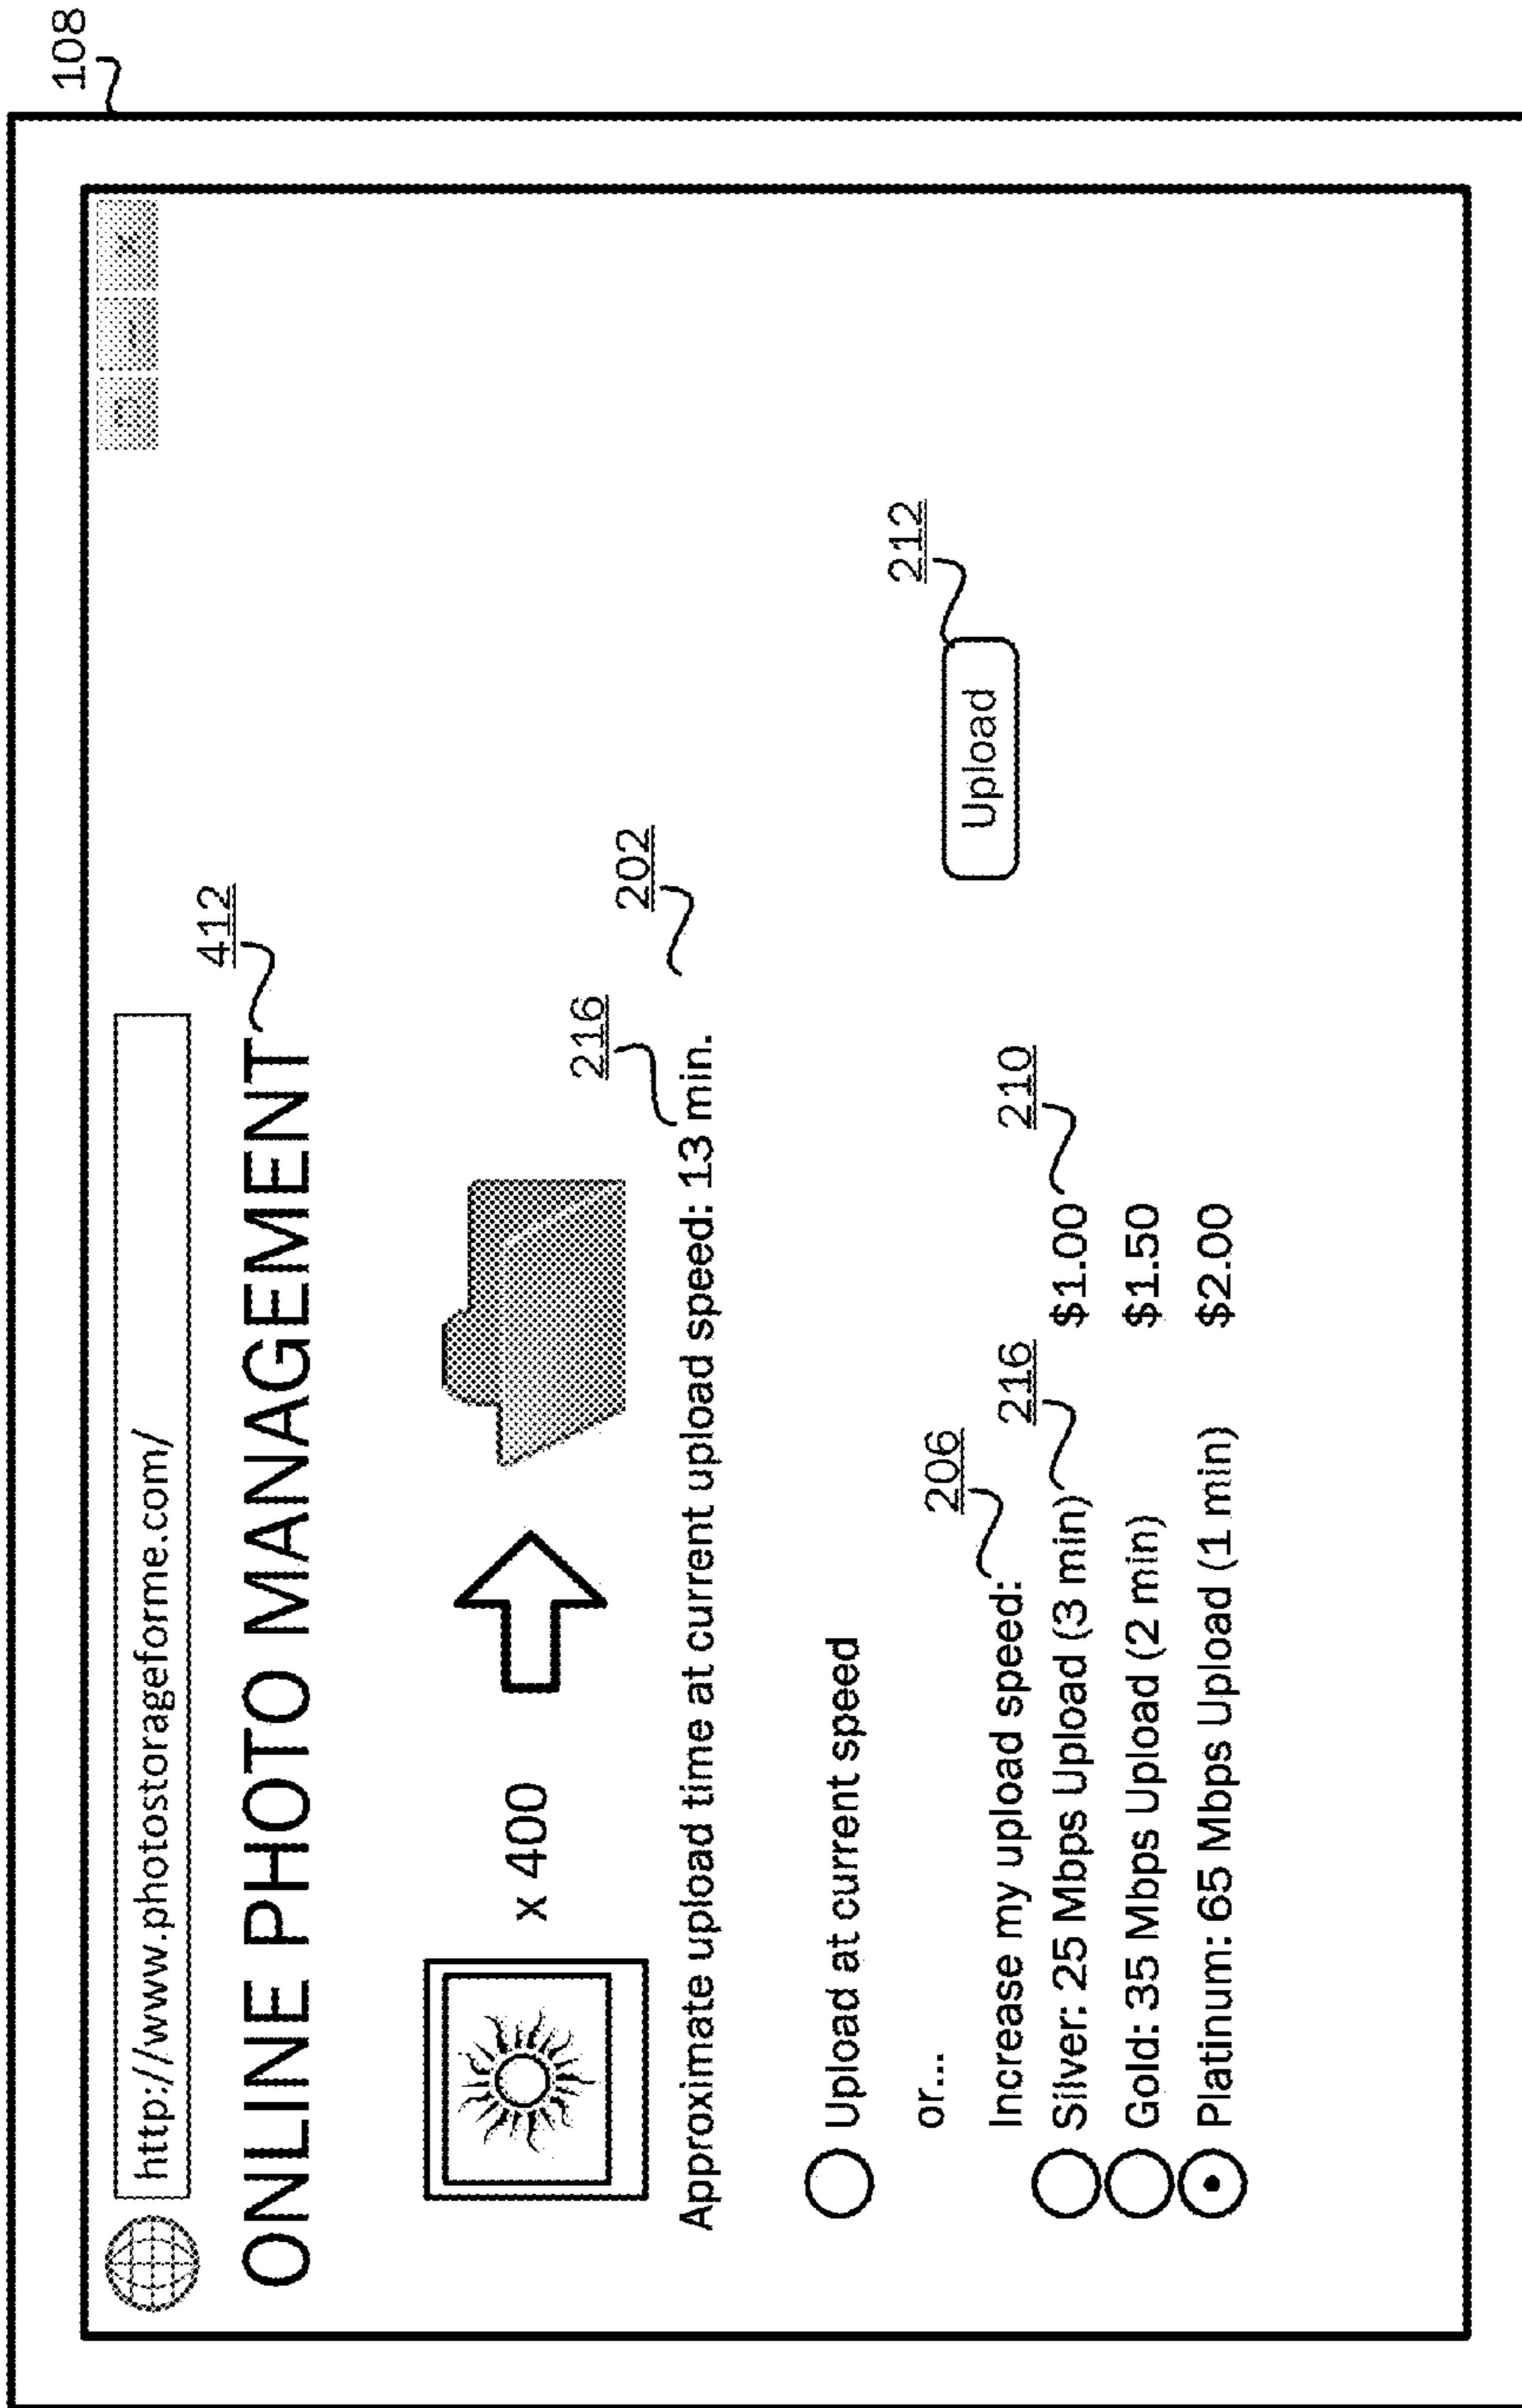 108
http://www.photostorageforme.com/
412
ONLINE PHOTO MANAGEMENT
x 400
216
202
Approximate upload time at current upload speed: 13 min.
Upload at current speed
212
or...
Upload
206
Increase my upload speed:
216
210
Silver: 25 Mbps Upload (3 min) $1.00
Gold: 35 Mbps Upload (2 min) $1.50
Platinum: 65 Mbps Upload (1 min) $2.00